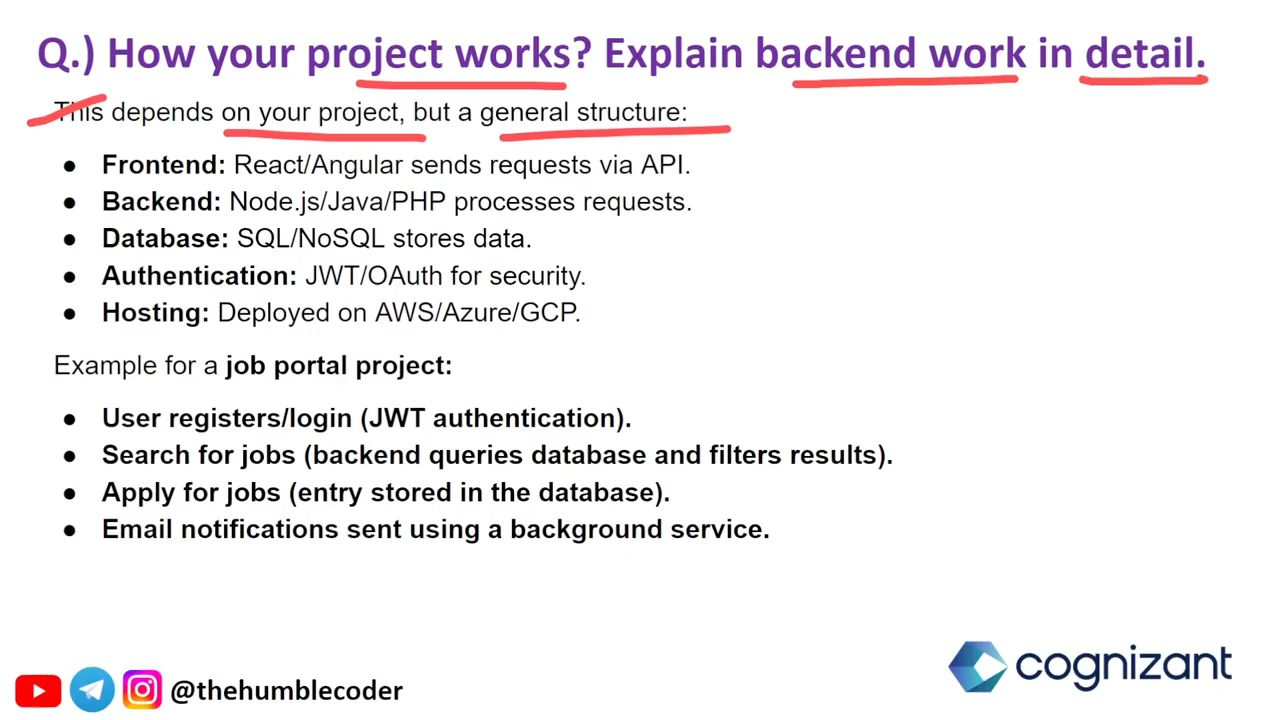 Q.) How your project works? Explain backend work in detail.
This depends on your project, but a general structure:
● Frontend: React/Angular sends requests via API.
● Backend: Node.js/Java/PHP processes requests.
● Database: SQL/NoSQL stores data.
● Authentication: JWT/OAuth for security.
● Hosting: Deployed on AWS/Azure/GCP.
Example for a job portal project:
● User registers/login (JWT authentication).
● Search for jobs (backend queries database and filters results).
● Apply for jobs (entry stored in the database).
● Email notifications sent using a background service.
@thehumblecoder
cognizant